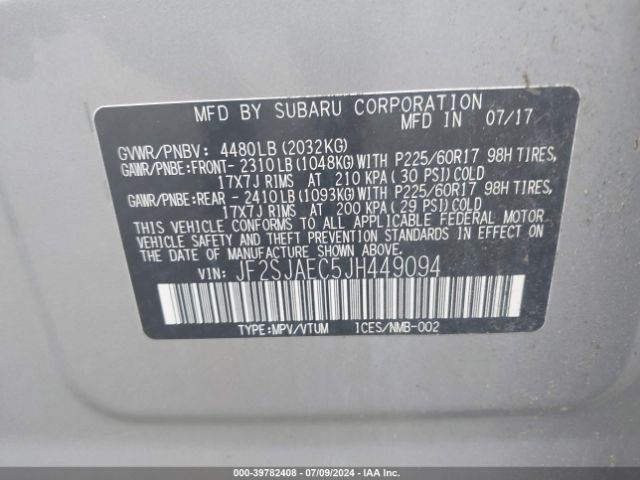 MFD BY SUBARU CORPORATION
MFD IN 07/17
GVWR/PNBV: 4480LB(2032KG)
GAWR/PNBE:FRONT- 2310LB(1048KG)WITH P225/60R17 98H TIRES,
17X7J RIMS AT 210 KPA(30 PSI)COLD
GAWR/PNBE:REAR - 2410LB(1093KG)WITH P225/60R17 98H TIRES,
17X7J RIMS AT 200 KPA(29 PSI)COLD
THIS VEHICLE CONFORMS TO ALL APPLICABLE FEDERAL MOTOR
VEHICLE SAFETY AND THEFT PREVENTION STANDARDS IN EFFECT ON
THE DATE OF MANUFACTURE SHOWN ABOVE.
VIN: JF2SJAEC5JH449094
TYPE:MPV/VTUM ICES/NMB-002
000-39782408 - 07/09/2024 - IAAI.COM